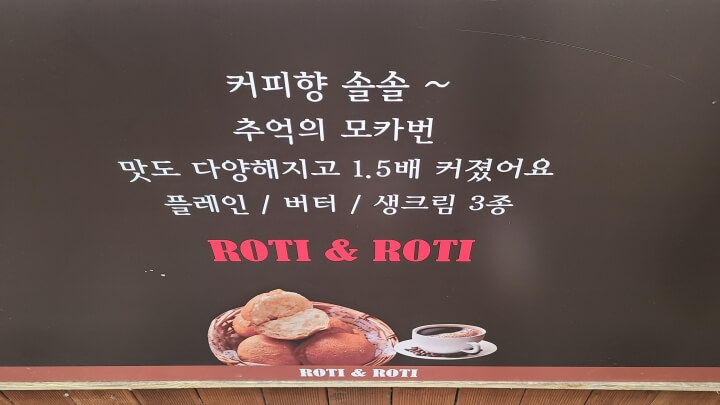 커피향 솔솔 ~
추억의 모카번
맛도 다양해지고 1.5배 커졌어요
플레인 / 버터 / 생크림 3종
ROTI & ROTI
ROTI & ROTI